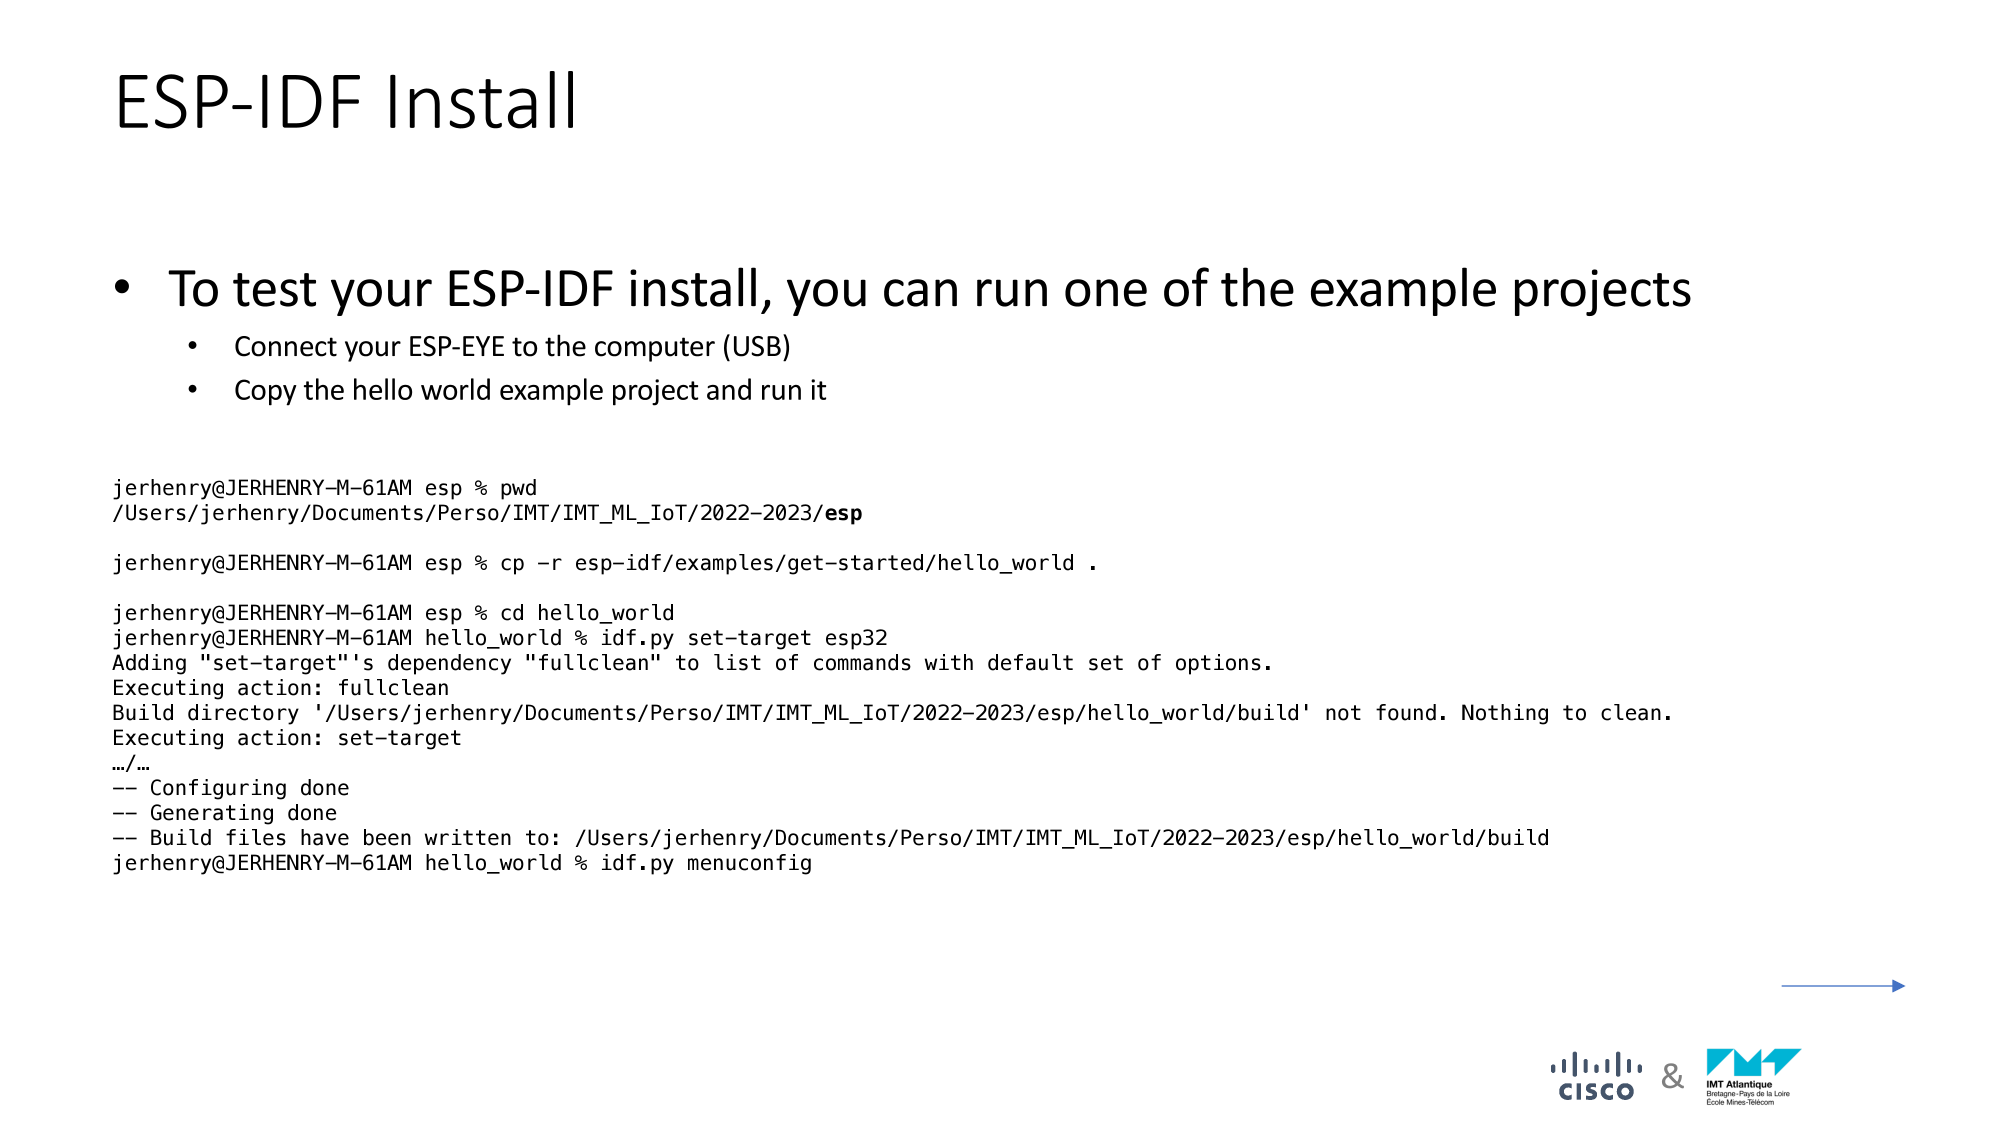 ESP-IDF Install
• To test your ESP-IDF install, you can run one of the example projects
• Connect your ESP-EYE to the computer (USB)
• Copy the hello world example project and run it
jerhenry@JERHENRY-M-61AM esp % pwd
/Users/jerhenry/Documents/Perso/IMT/IMT_ML_IoT/2022-2023/esp
jerhenry@JERHENRY-M-61AM esp % cp -r esp-idf/examples/get-started/hello_world .
jerhenry@JERHENRY-M-61AM esp % cd hello_world
jerhenry@JERHENRY-M-61AM hello_world % idf.py set-target esp32
Adding "set-target"'s dependency "fullclean" to list of commands with default set of options.
Executing action: fullclean
Build directory '/Users/jerhenry/Documents/Perso/IMT/IMT_ML_IoT/2022-2023/esp/hello_world/build' not found. Nothing to clean.
Executing action: set-target
…/…
-- Configuring done
-- Generating done
-- Build files have been written to: /Users/jerhenry/Documents/Perso/IMT/IMT_ML_IoT/2022-2023/esp/hello_world/build
jerhenry@JERHENRY-M-61AM hello_world % idf.py menuconfig
CISCO & IMT
IMT Atlantique
Bretagne-Pays de la Loire
École Mines-Télécom